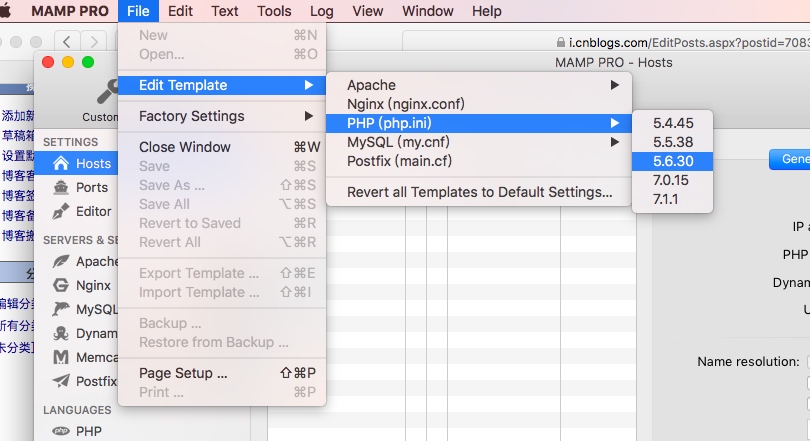 MAMP PRO File Edit Text Tools Log View Window Help
i.cnblogs.com/EditPosts.aspx?postid=7083
MAMP PRO - Hosts
New ⌘N
Open... ⌘O
Edit Template ▶
Factory Settings ▶
Close Window ⌘W
Save ⌘S
Save As ... ⇧⌘S
Save All ⌥⌘S
Revert to Saved ⌘R
Revert All ⌥⌘R
Export Template ... ⇧⌘E
Import Template ... ⇧⌘I
Backup ...
Restore from Backup ...
Page Setup ... ⇧⌘P
Print ... ⌘P
Apache ▶
Nginx (nginx.conf)
PHP (php.ini) ▶
MySQL (my.cnf) ▶
Postfix (main.cf)
Revert all Templates to Default Settings...
5.4.45
5.5.38
5.6.30
7.0.15
7.1.1
添加新
草稿箱
设置默
博客
博客
博客备
博客搬
分
编辑分类
所有分类
未分类]
Custom
SETTINGS
Hosts
Ports
Editor
SERVERS & SE
Apache
Nginx
MySQL
Dynam
Memca
Postfix
LANGUAGES
php PHP
Gene
IP a
PHP
Dynam
U
Name resolution: